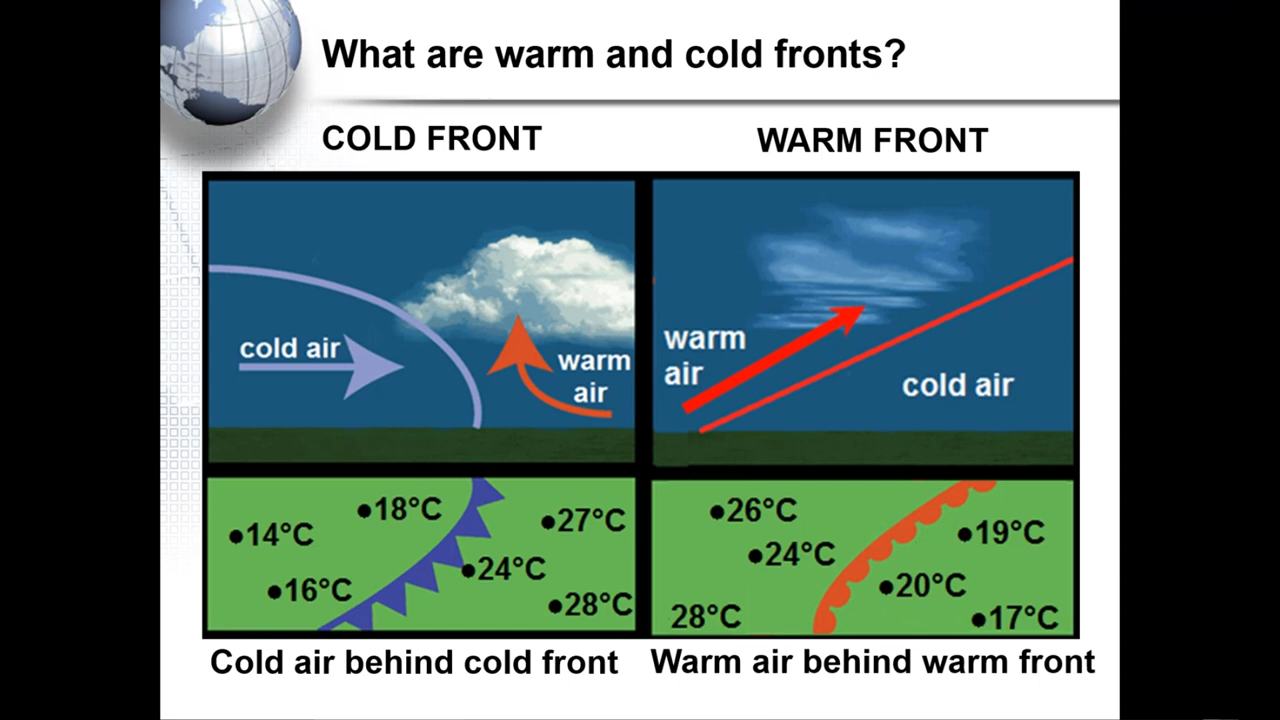 What are warm and cold fronts?
COLD FRONT
WARM FRONT
cold air
warm
air
warm
air
cold air
14°C
18°C
16°C
27°C
24°C
28°C
26°C
24°C
28°C
19°C
20°C
17°C
Cold air behind cold front
Warm air behind warm front